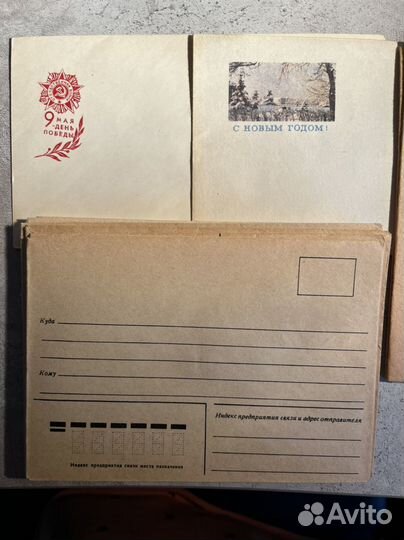 9 МАЯ
-ДЕНЬ
ПОБЕДЫ
С НОВЫМ ГОДОМ!
Куда
Кому
Индекс предприятия связи и адрес отправителя
Индекс предприятия связи места назначения
Avito